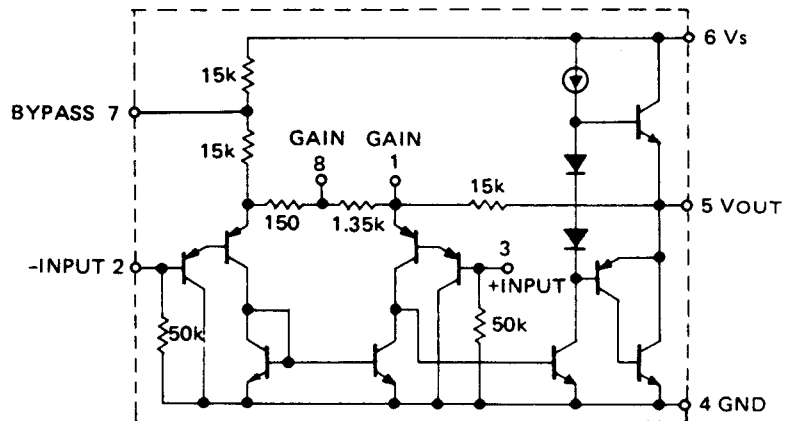 6 Vs
15k
BYPASS 7
15k
GAIN
8
GAIN
1
15k
150
1.35k
5 VOUT
-INPUT 2
3
+INPUT
50k
50k
4 GND